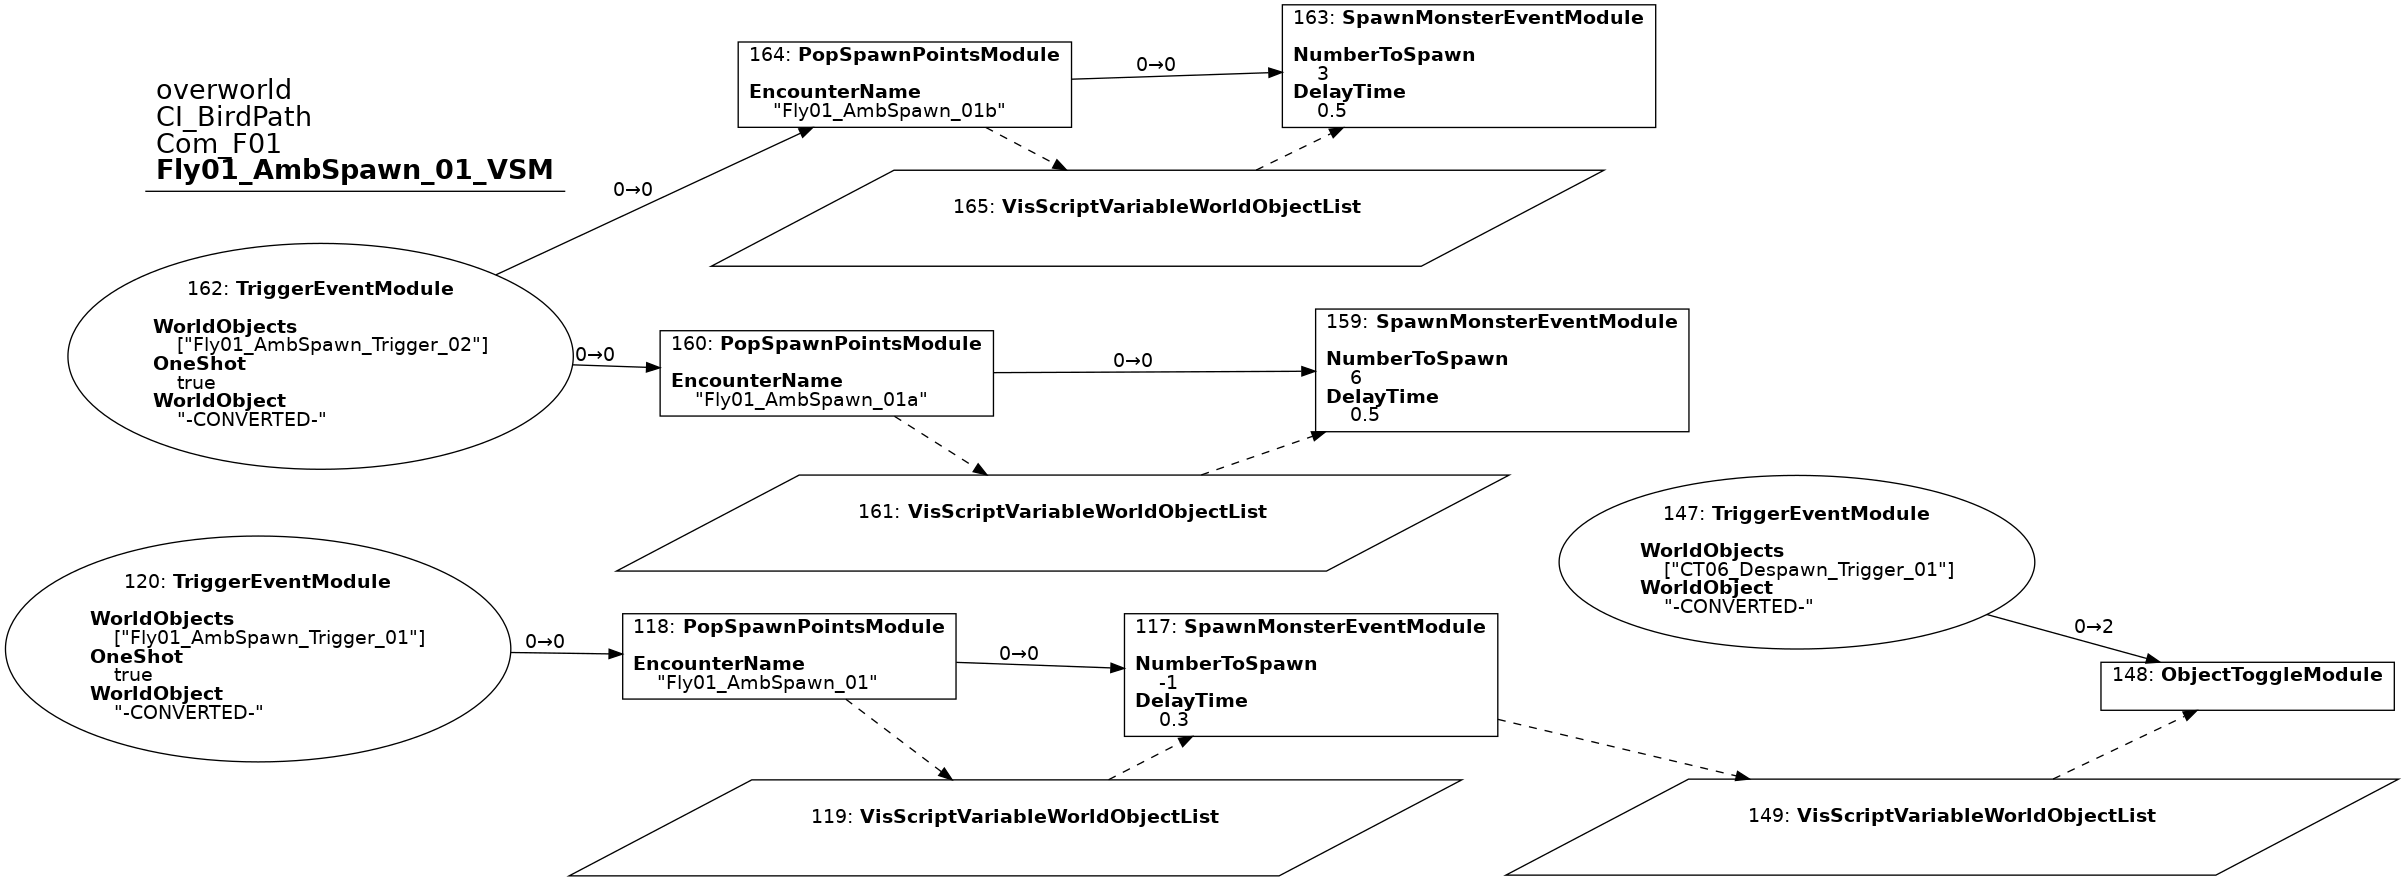 overworld
CI_BirdPath
Com_F01
Fly01_AmbSpawn_01_VSM
164: PopSpawnPointsModule
EncounterName
"Fly01_AmbSpawn_01b"
0→0
163: SpawnMonsterEventModule
NumberToSpawn
3
DelayTime
0.5
0→0
165: VisScriptVariableWorldObjectList
162: TriggerEventModule
WorldObjects
["Fly01_AmbSpawn_Trigger_02"]
OneShot
true
WorldObject
"-CONVERTED-"
0→0
160: PopSpawnPointsModule
EncounterName
"Fly01_AmbSpawn_01a"
0→0
159: SpawnMonsterEventModule
NumberToSpawn
6
DelayTime
0.5
161: VisScriptVariableWorldObjectList
147: TriggerEventModule
WorldObjects
["CT06_Despawn_Trigger_01"]
WorldObject
"-CONVERTED-"
0→2
148: ObjectToggleModule
120: TriggerEventModule
WorldObjects
["Fly01_AmbSpawn_Trigger_01"]
OneShot
true
WorldObject
"-CONVERTED-"
0→0
118: PopSpawnPointsModule
EncounterName
"Fly01_AmbSpawn_01"
0→0
117: SpawnMonsterEventModule
NumberToSpawn
-1
DelayTime
0.3
119: VisScriptVariableWorldObjectList
149: VisScriptVariableWorldObjectList